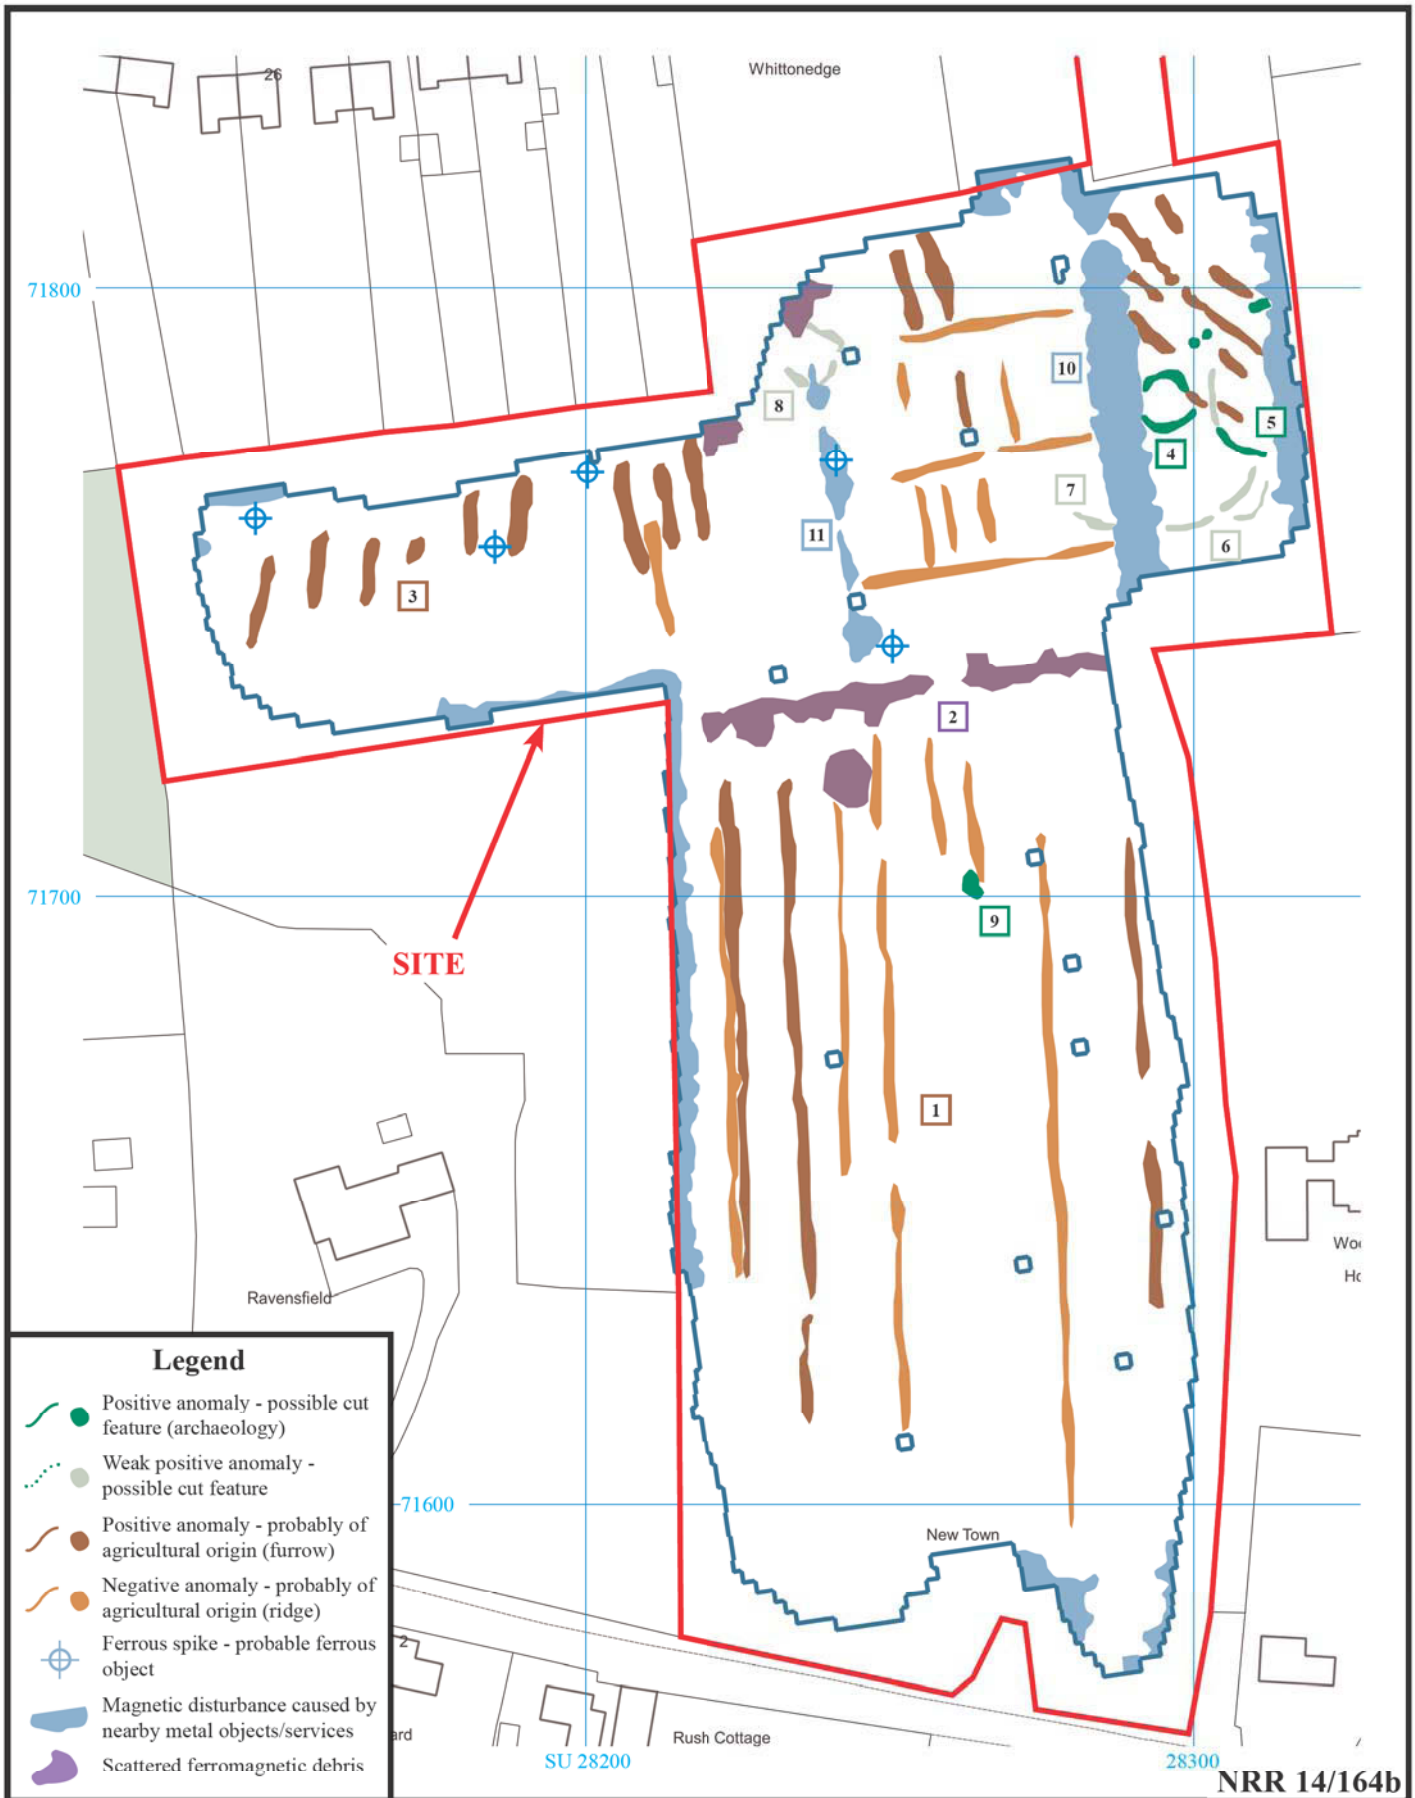 26
Whittonedge
71800
10
8
5
4
7
11
6
3
2
71700
9
SITE
1
Ravensfield
Legend
Positive anomaly - possible cut
feature (archaeology)
Weak positive anomaly -
possible cut feature
Positive anomaly - probably of
agricultural origin (furrow)
Negative anomaly - probably of
agricultural origin (ridge)
Ferrous spike - probable ferrous
object
Magnetic disturbance caused by
nearby metal objects/services
Scattered ferromagnetic debris
71600
New Town
2
ard
Rush Cottage
SU 28200
28300
NRR 14/164b